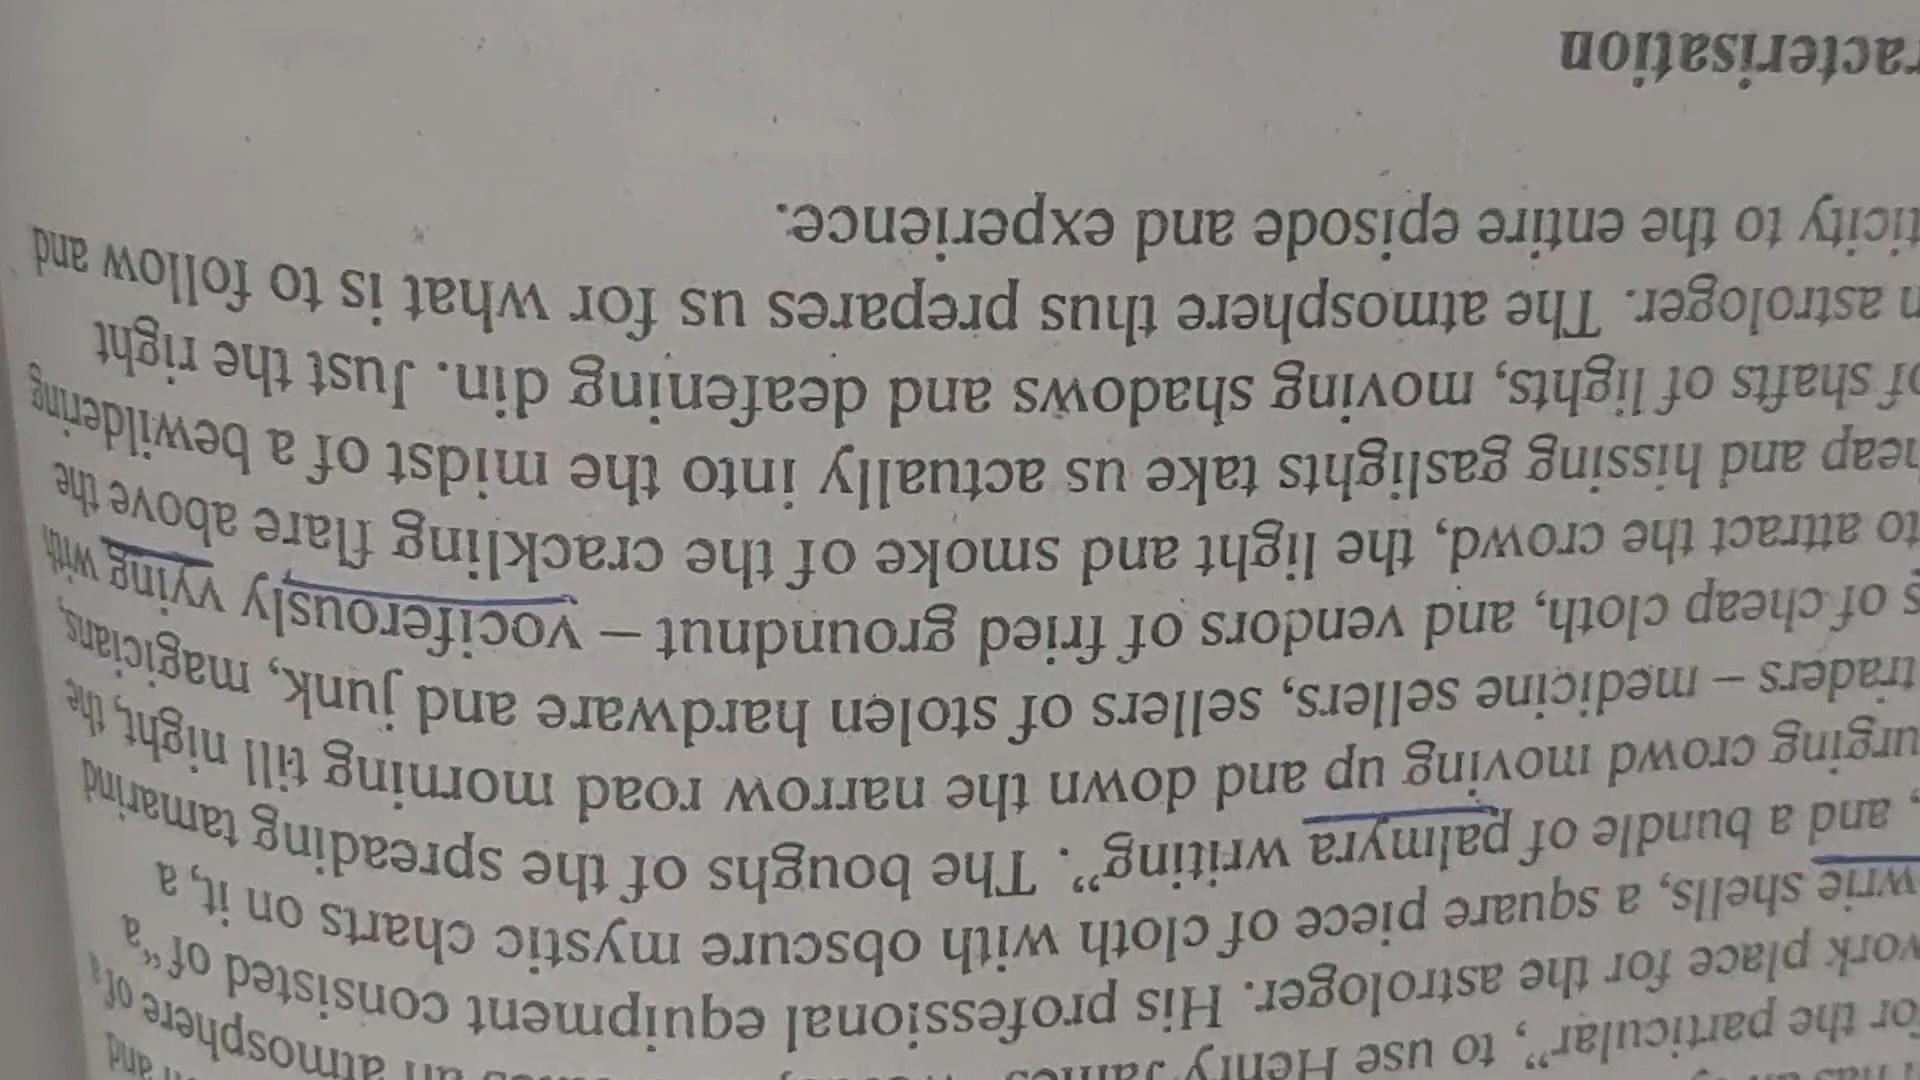 for the particular", to use Henry
work place for the astrologer. His professional equipment consisted of "a
wrie shells, a square piece of cloth with obscure mystic charts on it, a
, and a bundle of palmyra writing". The boughs of the spreading tamarind
urging crowd moving up and down the narrow road morning till night, the
traders – medicine sellers, sellers of stolen hardware and junk, magicians,
s of cheap cloth, and vendors of fried groundnut – vociferously vying with
to attract the crowd, the light and smoke of the crackling flare above the
heap and hissing gaslights take us actually into the midst of a bewildering
of shafts of lights, moving shadows and deafening din. Just the right
n astrologer. The atmosphere thus prepares us for what is to follow and
ticity to the entire episode and experience.
racterisation